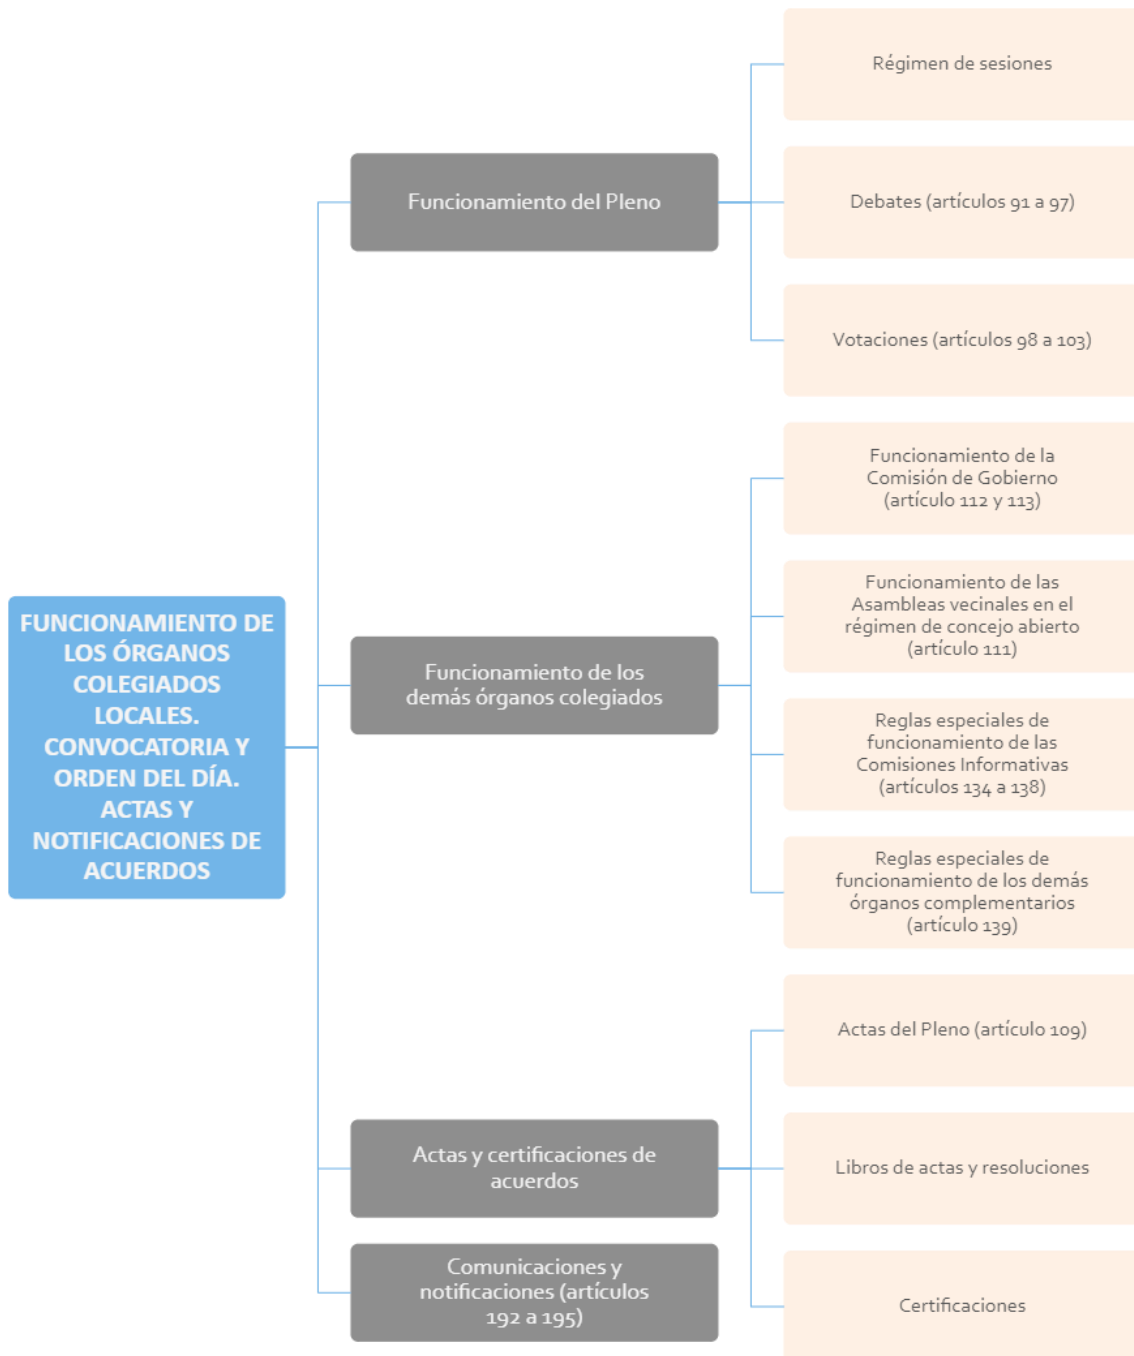 FUNCIONAMIENTO DE
LOS ÓRGANOS
COLEGIADOS
LOCALES.
CONVOCATORIA Y
ORDEN DEL DÍA.
ACTAS Y
NOTIFICACIONES DE
ACUERDOS
Funcionamiento del Pleno
Régimen de sesiones
Debates (artículos 91 a 97)
Votaciones (artículos 98 a 103)
Funcionamiento de los
demás órganos colegiados
Funcionamiento de la
Comisión de Gobierno
(artículo 112 y 113)
Funcionamiento de las
Asambleas vecinales en el
régimen de concejo abierto
(artículo 111)
Reglas especiales de
funcionamiento de las
Comisiones Informativas
(artículos 134 a 138)
Reglas especiales de
funcionamiento de los demás
órganos complementarios
(artículo 139)
Actas y certificaciones de
acuerdos
Actas del Pleno (artículo 109)
Libros de actas y resoluciones
Certificaciones
Comunicaciones y
notificaciones (artículos
192 a 195)